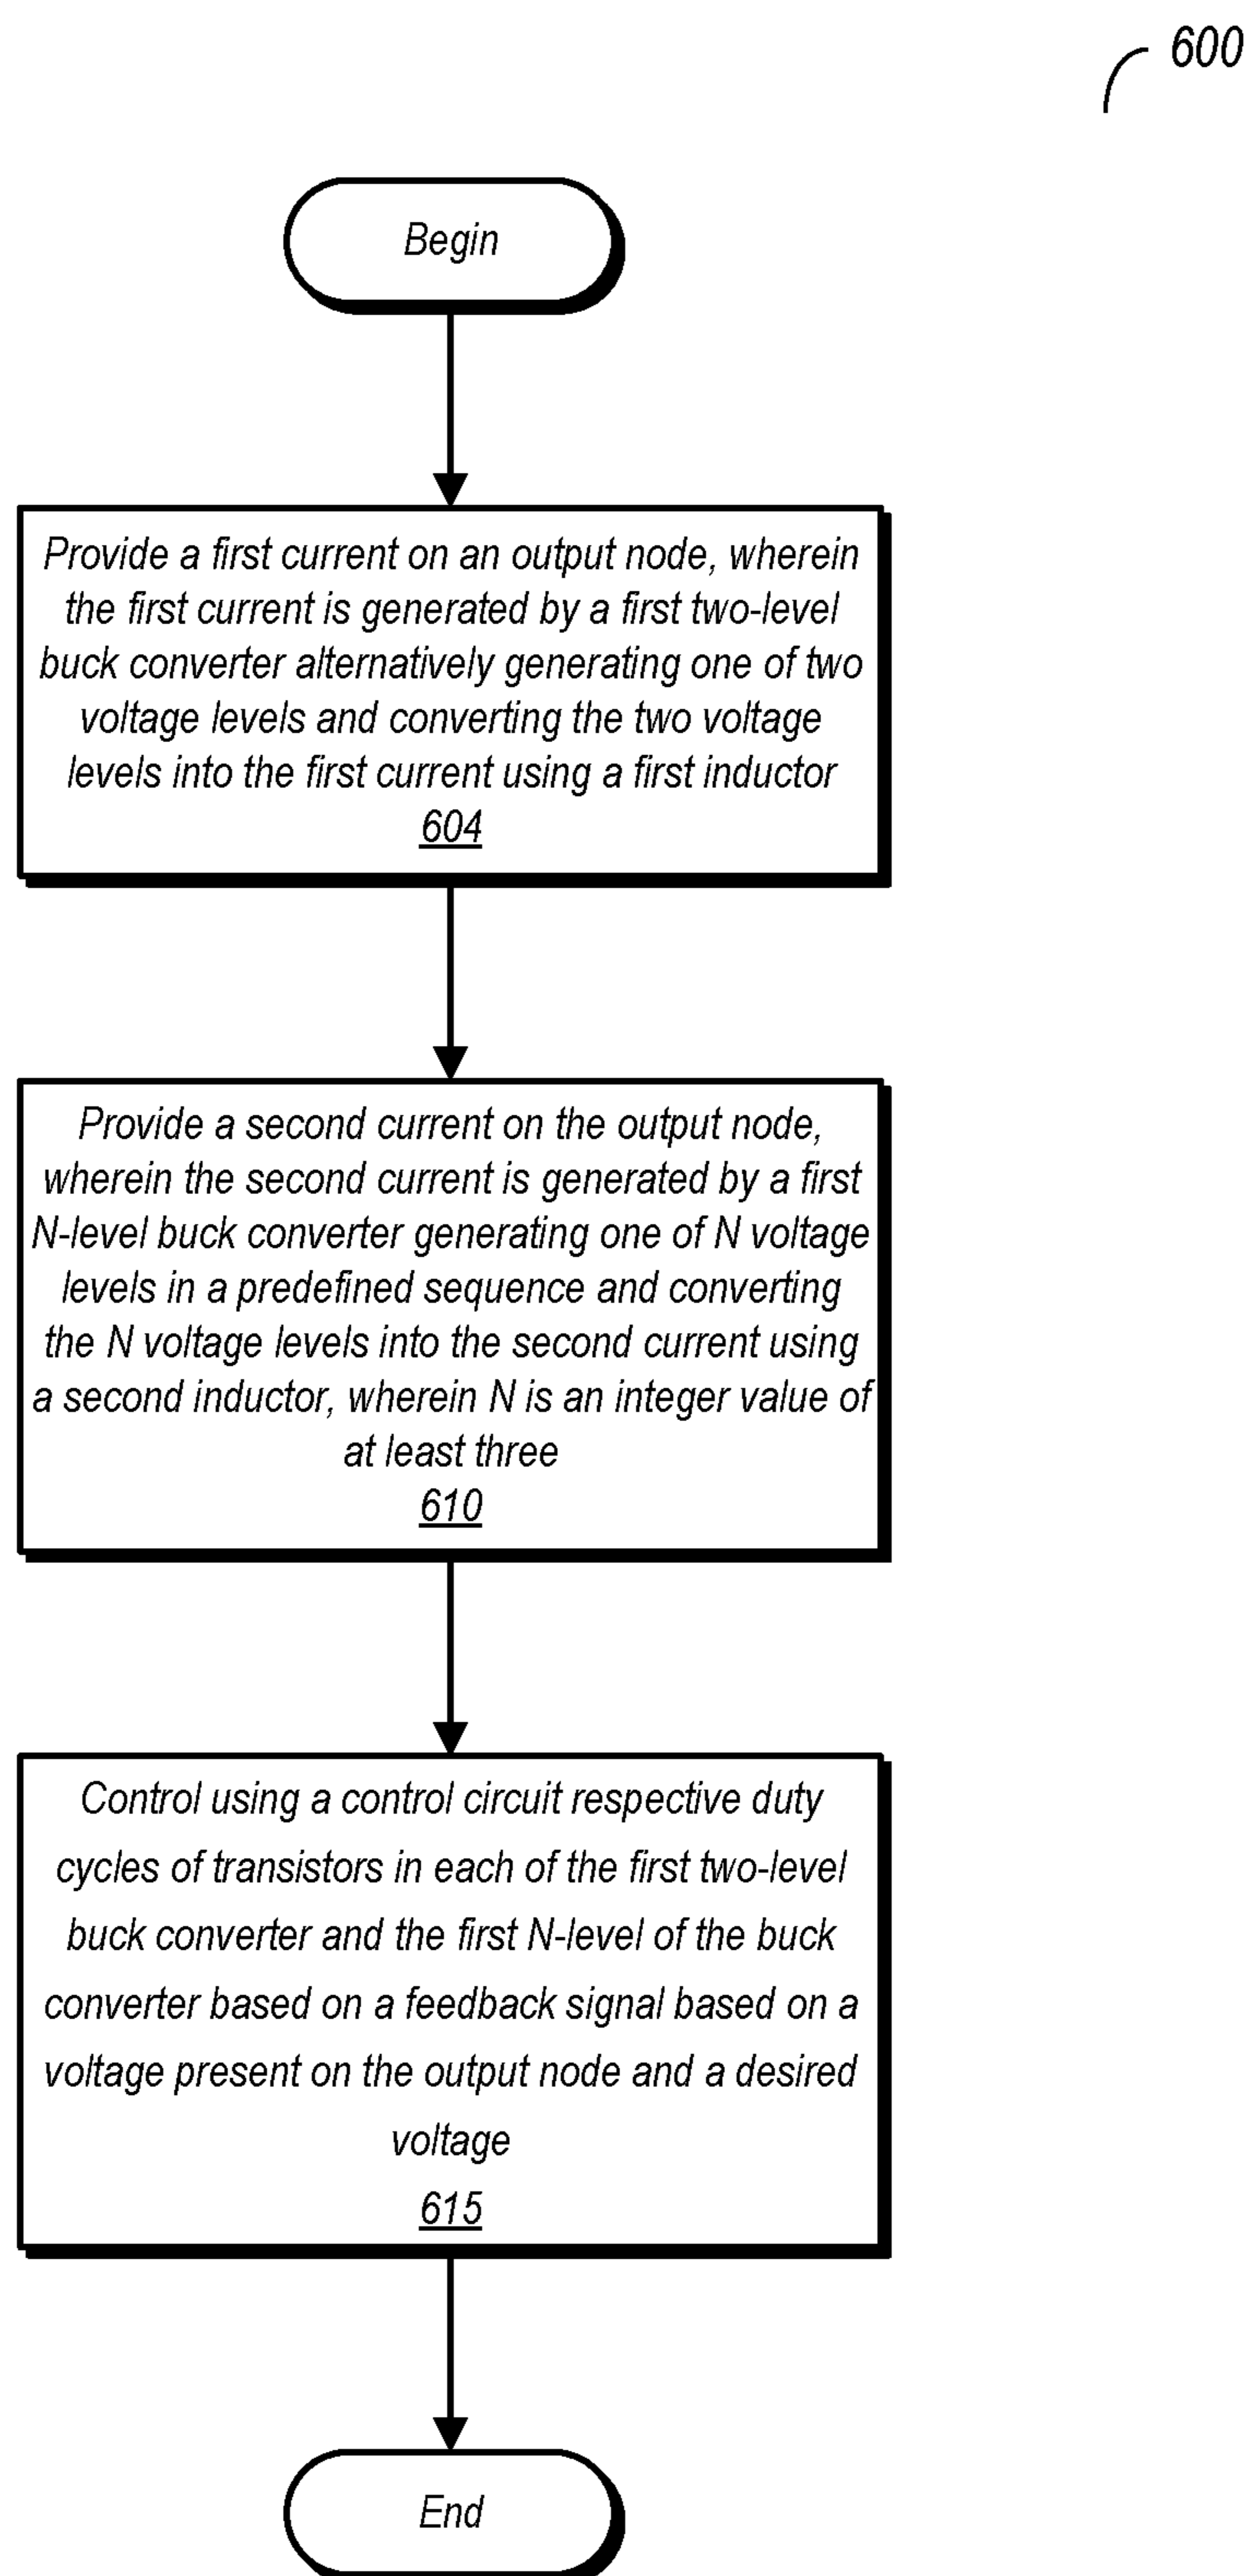 600
Begin
Provide a first current on an output node, wherein
the first current is generated by a first two-level
buck converter alternatively generating one of two
voltage levels and converting the two voltage
levels into the first current using a first inductor
604
Provide a second current on the output node,
wherein the second current is generated by a first
N-level buck converter generating one of N voltage
levels in a predefined sequence and converting
the N voltage levels into the second current using
a second inductor, wherein N is an integer value of
at least three
610
Control using a control circuit respective duty
cycles of transistors in each of the first two-level
buck converter and the first N-level of the buck
converter based on a feedback signal based on a
voltage present on the output node and a desired
voltage
615
End